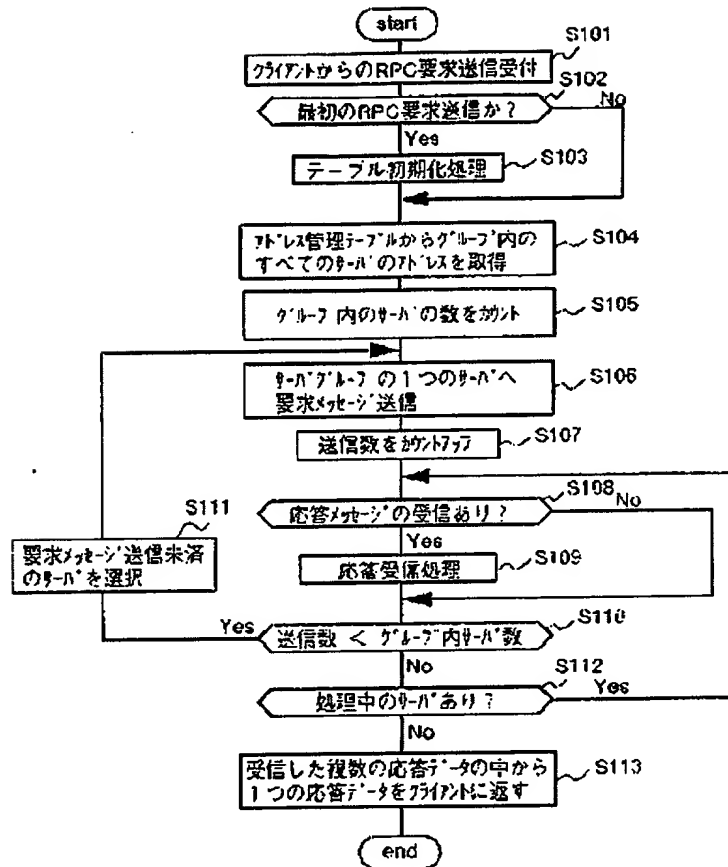 start
S101
クライアントからのRPC要求送信受付
S102
最初のRPC要求送信か?
No
Yes
S103
テーブル初期化処理
アドレス管理テーブルからグループ内の
すべてのサーバのアドレスを取得
S104
グループ内のサーバの数をカウント
S105
サーバグループの1つのサーバへ
要求メッセージ送信
S106
送信数をカウントアップ
S107
S108
応答メッセージの受信あり?
No
Yes
S111
要求メッセージ送信未済
のサーバを選択
応答受信処理
S109
S110
Yes
送信数 < グループ内サーバ数
No
S112
処理中のサーバあり?
Yes
No
受信した複数の応答データの中から
1つの応答データをクライアントに返す
S113
end